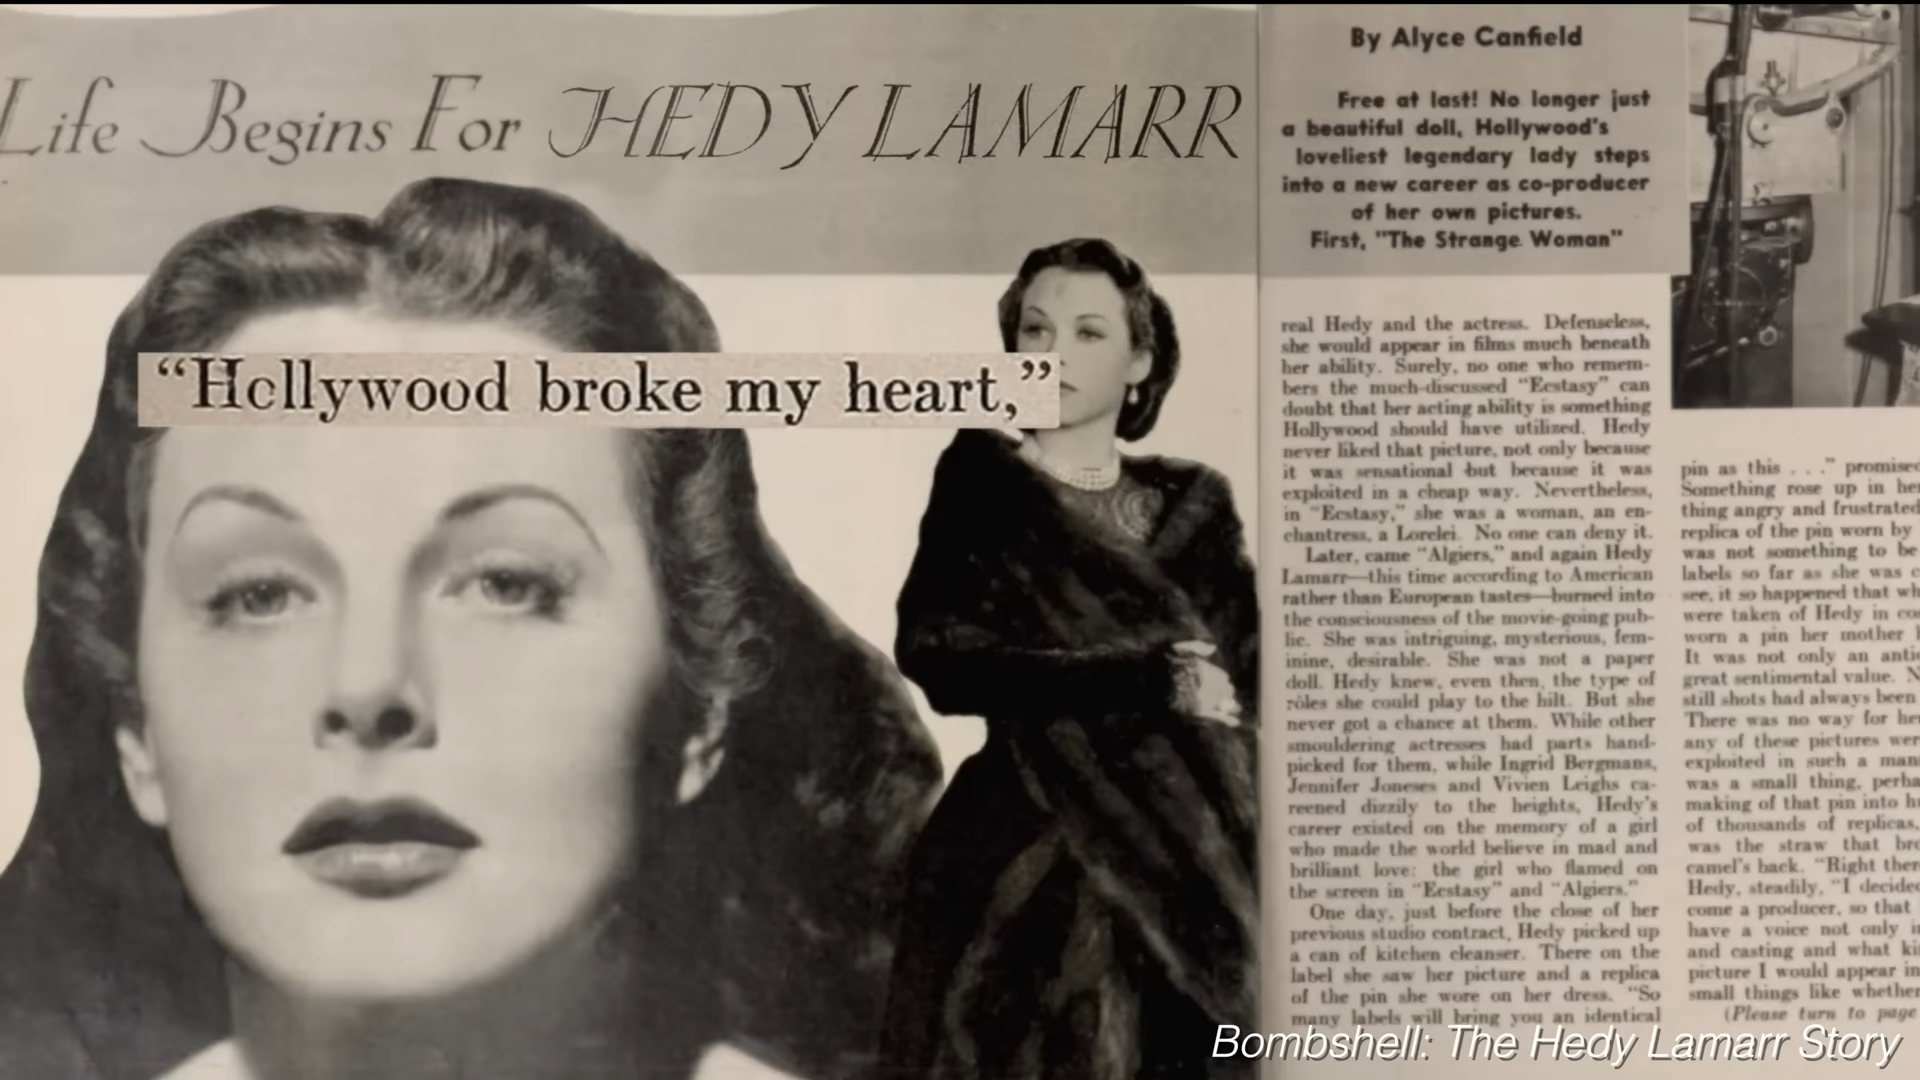 Life Begins For HEDY LAMARR
"Hollywood broke my heart,"
By Alyce Canfield
Free at last! No longer just
a beautiful doll, Hollywood's
loveliest legendary lady steps
into a new career as co-producer
of her own pictures.
First, "The Strange Woman"
real Hedy and the actress. Defenseless,
she would appear in films much beneath
her ability. Surely, no one who remem-
bers the much-discussed "Ecstasy" can
doubt that her acting ability is something
Hollywood should have utilized. Hedy
never liked that picture, not only because
it was sensational but because it was
exploited in a cheap way. Nevertheless,
in "Ecstasy," she was a woman, an en-
chantress, a Lorelei. No one can deny it.
Later, came "Algiers," and again Hedy
Lamarr—this time according to American
rather than European tastes—burned into
the consciousness of the movie-going pub-
lic. She was intriguing, mysterious, fem-
inine, desirable. She was not a paper
doll. Hedy knew, even then, the type of
rôles she could play to the hilt. But she
never got a chance at them. While other
smouldering actresses had parts hand-
picked for them, while Ingrid Bergmans,
Jennifer Joneses and Vivien Leighs ca-
reened dizzily to the heights, Hedy's
career existed on the memory of a girl
who made the world believe in mad and
brilliant love: the girl who flamed on
the screen in "Ecstasy" and "Algiers."
One day, just before the close of her
previous studio contract, Hedy picked up
a can of kitchen cleanser. There on the
label she saw her picture and a replica
of the pin she wore on her dress. "So
many labels will bring you an identical
pin as this . . ." promised
Something rose up in her
thing angry and frustrated
replica of the pin worn by
was not something to be
labels so far as she was
see, it so happened that
were taken of Hedy in
worn a pin her mother
It was not only an
great sentimental value.
still shots had always been
There was no way for her
any of these pictures
exploited in such a
was a small thing,
making of that pin into
of thousands of replicas,
was the straw that
camel's back. "Right
Hedy, steadily, "I decided
come a producer, so that
have a voice not only
and casting and what
picture I would appear in
small things like whether
(Please turn to page
Bombshell: The Hedy Lamarr Story